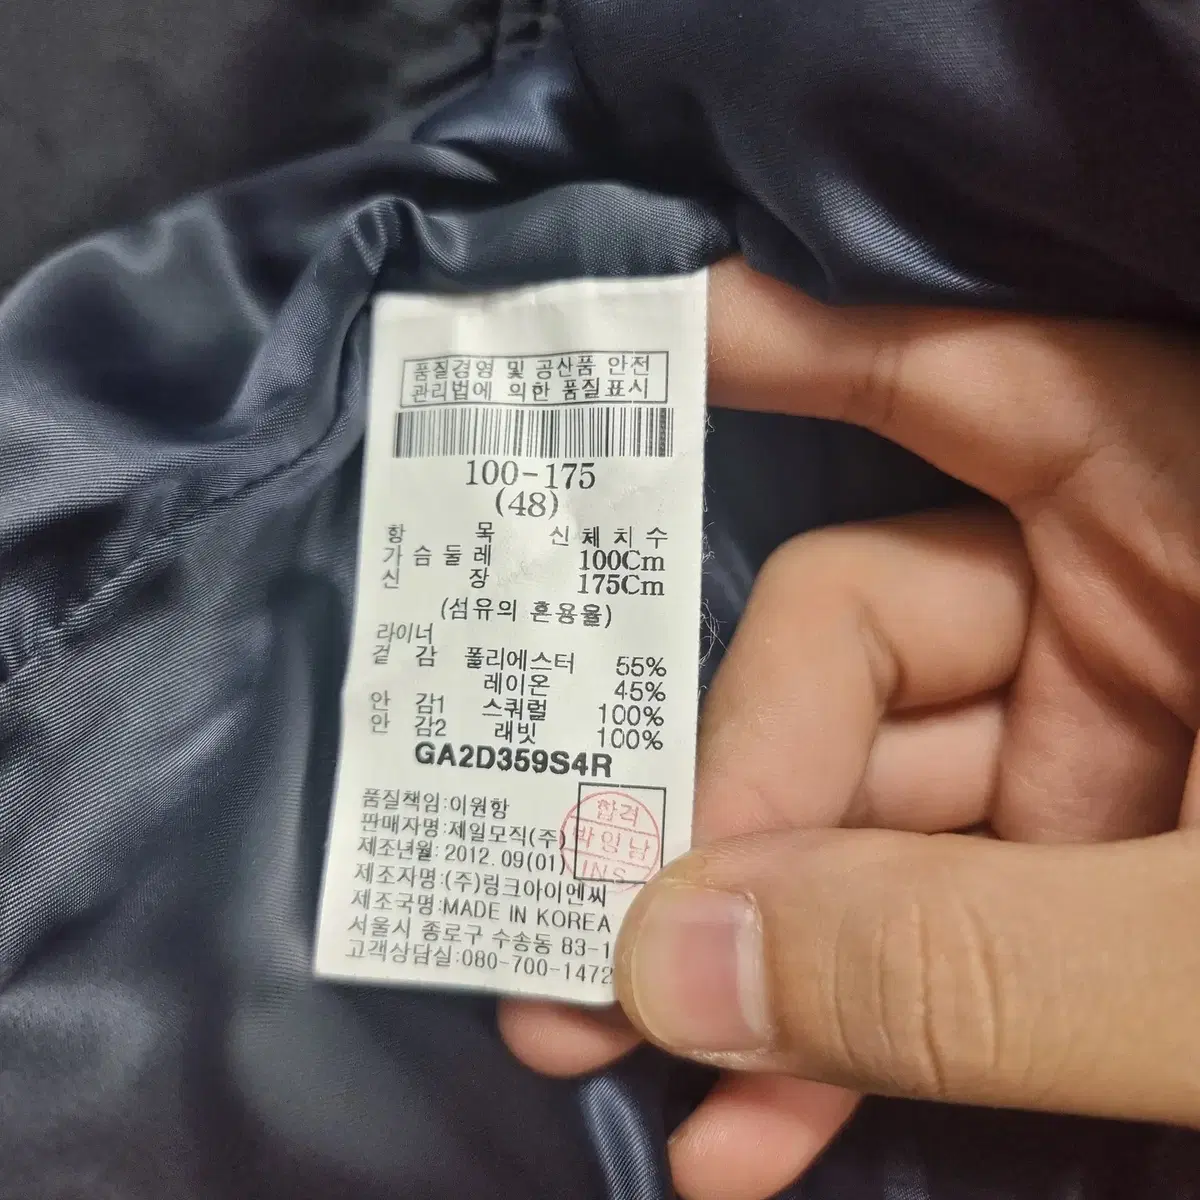 품질경영 및 공산품 안전
관리법에 의한 품질표시
100-175
(48)
항 목 신체치수
가슴둘레 100Cm
신 장 175Cm
(섬유의 혼용율)
라이너
겉 감 폴리에스터 55%
레이온 45%
안 감1 스쿼럴 100%
안 감2 래빗 100%
GA2D359S4R
품질책임:이원항
판매자명:제일모직(주)
제조년월:2012.09(01)
제조자명:(주)링크아이엔씨
제조국명:MADE IN KOREA
서울시 종로구 수송동 83-1
고객상담실:080-700-1472
합격
박영남
INS